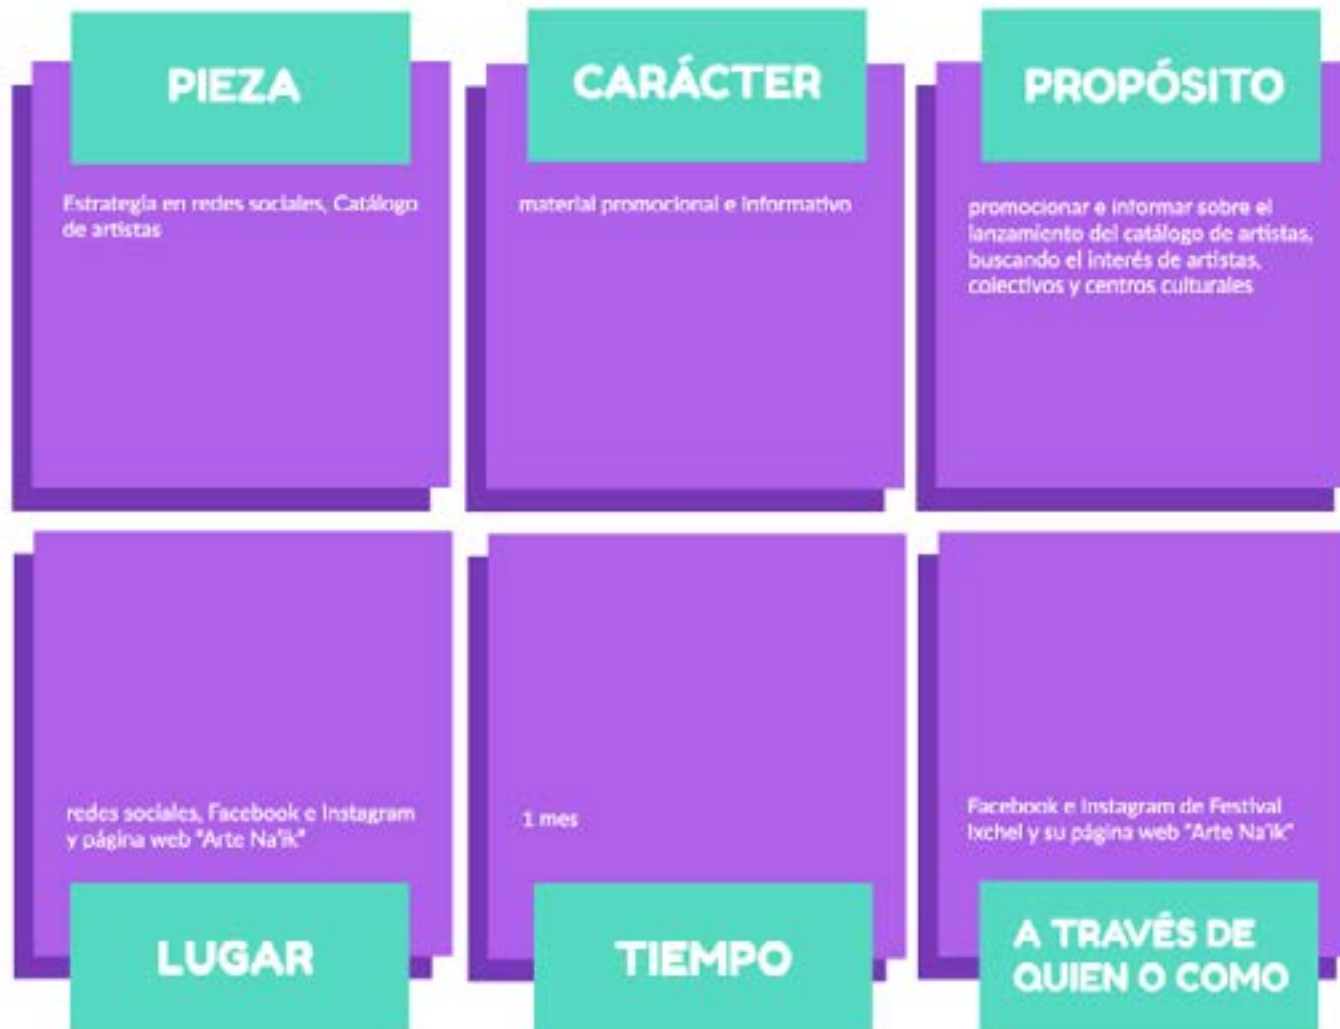 PIEZA
Estrategia en redes sociales, Catálogo
de artistas
CARÁCTER
material promocional e informativo
PROPÓSITO
promocionar e informar sobre el
lanzamiento del catálogo de artistas,
buscando el interés de artistas,
colectivos y centros culturales
redes sociales, Facebook e Instagram
y página web "Arte Na'ik"
LUGAR
1 mes
TIEMPO
Facebook e Instagram de Festival
Ixchel y su página web "Arte Na'ik"
A TRAVÉS DE
QUIEN O COMO